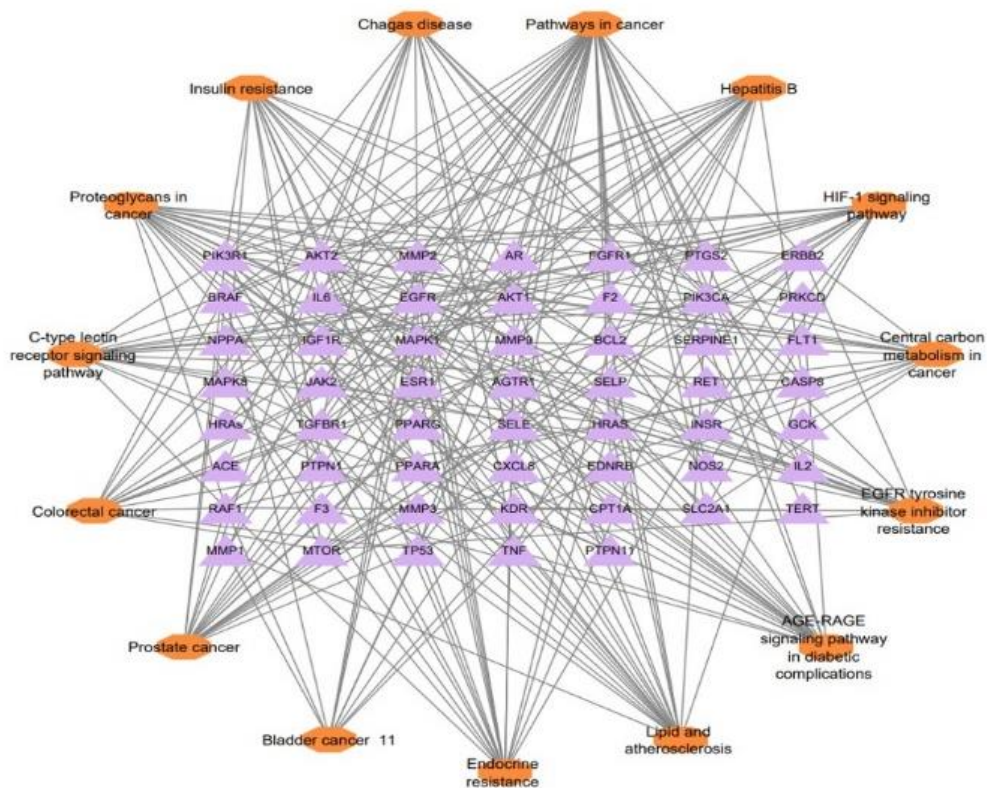 Chagas disease
Pathways in cancer
Insulin resistance
Hepatitis B
Proteoglycans in
cancer
HIF-1 signaling
pathway
PIK3R1 AKT2 MMP2 AR FGFR1 PTGS2 ERBB2
BRAF IL6 EGFR AKT1 F2 PIK3CA PRKCD
C-type lectin
receptor signaling
pathway
NPPA IGF1R MAPK1 MMP9 BCL2 SERPINE1 FLT1
Central carbon
metabolism in
cancer
MAPK8 JAK2 ESR1 AGTR1 SELP RET CASP8
HRAs TGFBR1 PPARG SELE HRAS INSR GCK
ACE PTPN1 PPARA CXCL8 EDNRB NOS2 IL2
Colorectal cancer
RAF1 F3 MMP3 KDR CPT1A SLC2A1 TERT
EGFR tyrosine
kinase inhibitor
resistance
MMP1 MTOR TP53 TNF PTPN11
Prostate cancer
AGE-RAGE
signaling pathway
in diabetic
complications
Bladder cancer 11
Lipid and
atherosclerosis
Endocrine
resistance